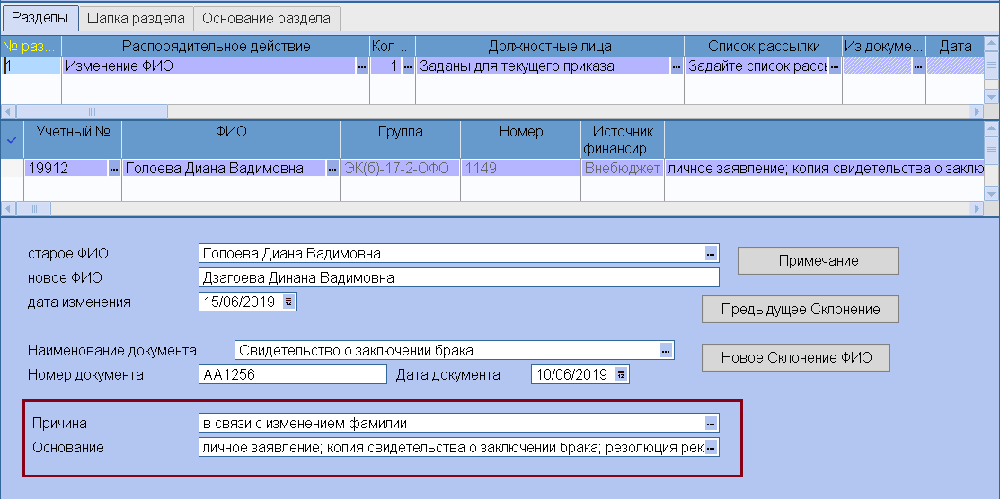 Разделы Шапка раздела Основание раздела
№ раз... Распорядительное действие Кол-... Должностные лица Список рассылки Из докуме... Дата
1 Изменение ФИО ... 1 ... Заданы для текущего приказа ... Задайте список рассы ... ...
Учетный № ФИО Группа Номер Источник
финансир...
19912 ... Голоева Диана Вадимовна ... ЭК(б)-17-2-ОФО 1149 Внебюджет личное заявление; копия свидетельства о заклю
старое ФИО Голоева Диана Вадимовна ... Примечание
новое ФИО Дзагоева Динана Вадимовна
дата изменения 15/06/2019 12 Предыдущее Склонение
Наименование документа Свидетельство о заключении брака ... Новое Склонение ФИО
Номер документа АА1256 Дата документа 10/06/2019 12
Причина в связи с изменением фамилии ...
Основание личное заявление; копия свидетельства о заключении брака; резолюция рек ...